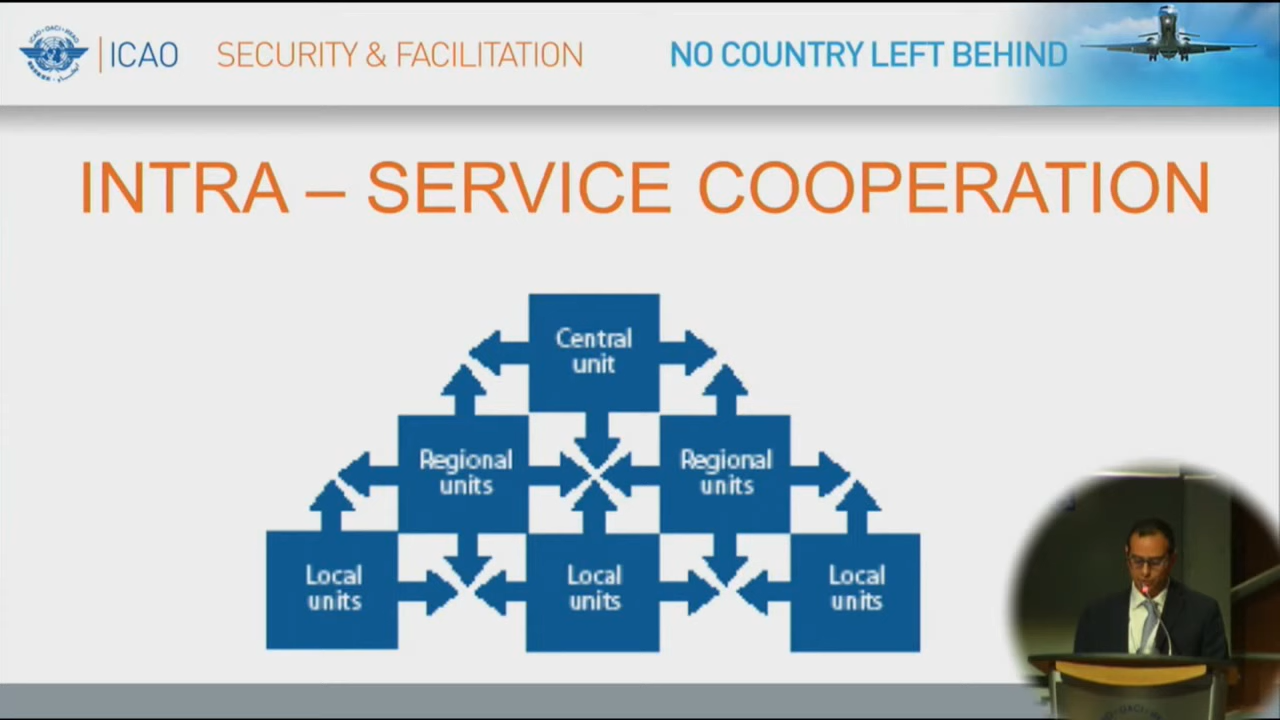 ICAO SECURITY & FACILITATION
NO COUNTRY LEFT BEHIND
INTRA – SERVICE COOPERATION
Central
unit
Regional
units
Regional
units
Local
units
Local
units
Local
units